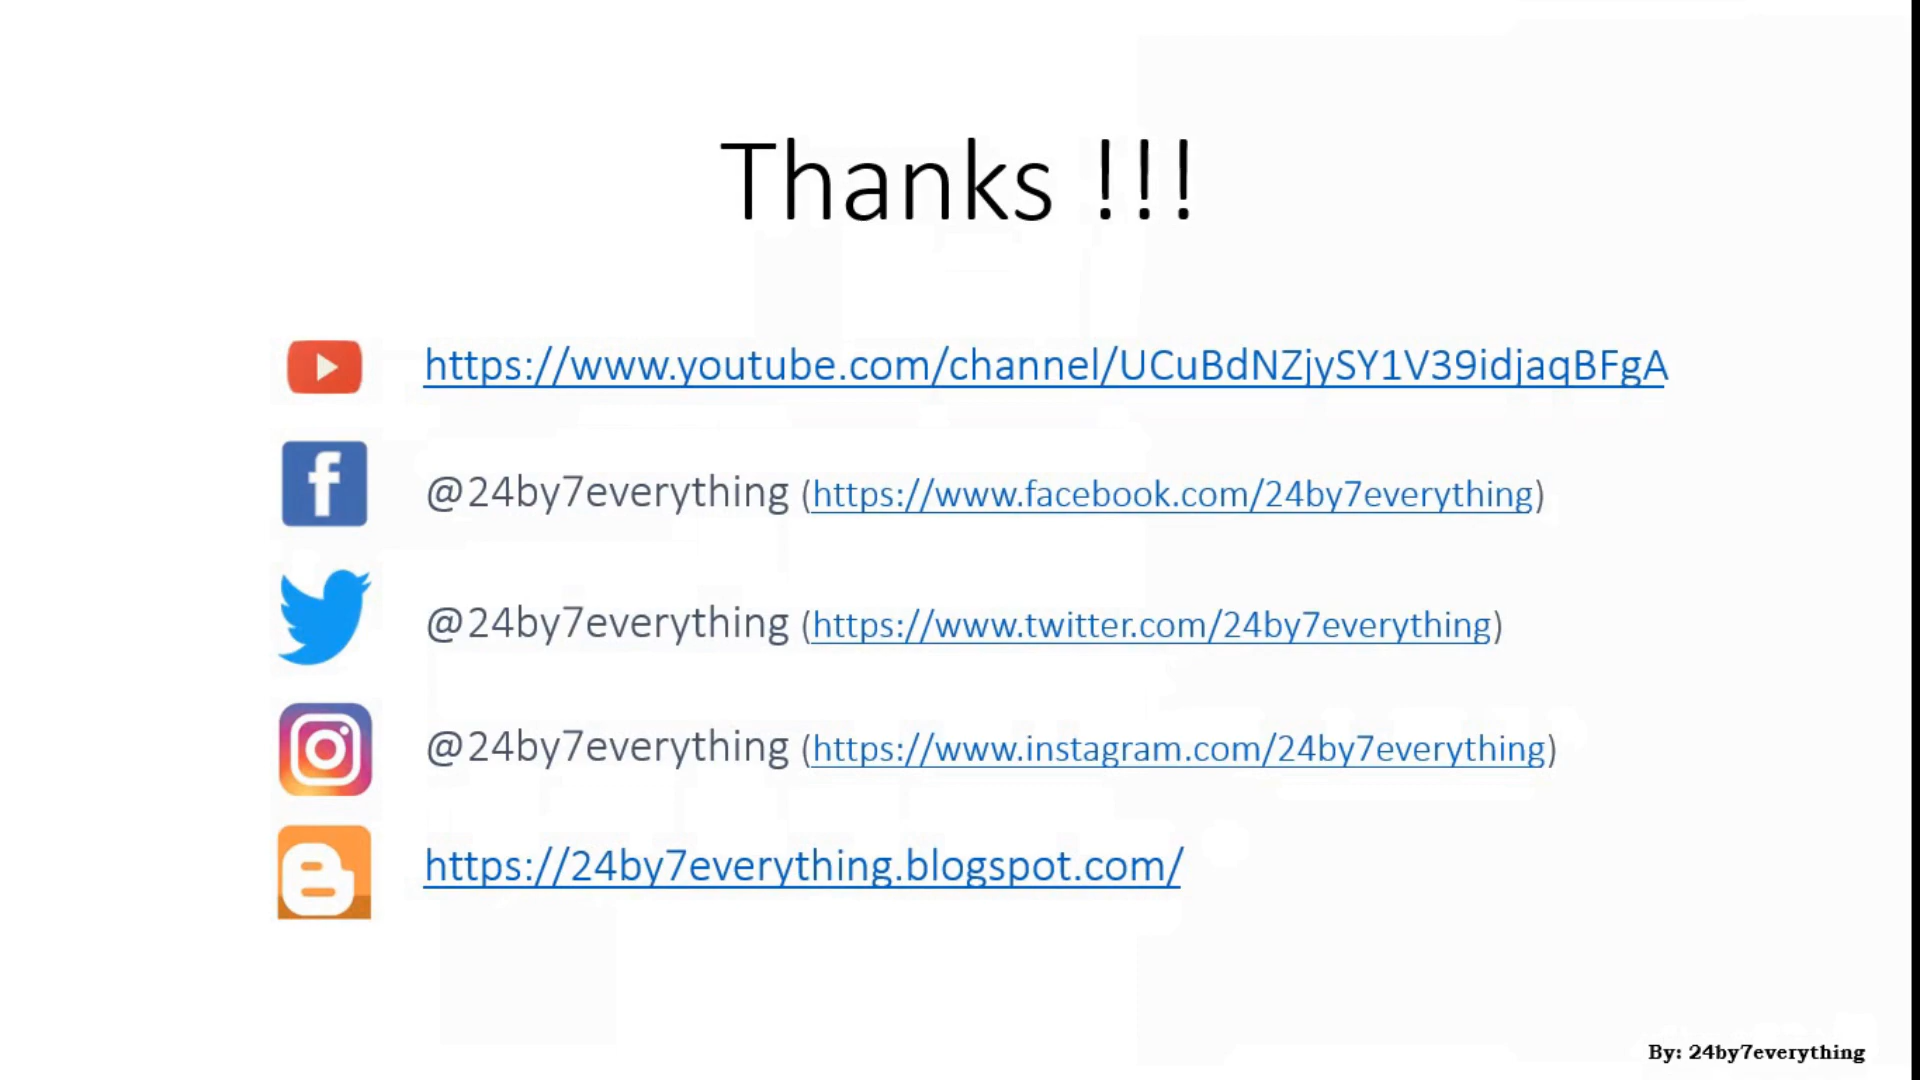 Thanks !!!
https://www.youtube.com/channel/UCuBdNZjySY1V39idjaqBFgA
@24by7everything (https://www.facebook.com/24by7everything)
@24by7everything (https://www.twitter.com/24by7everything)
@24by7everything (https://www.instagram.com/24by7everything)
https://24by7everything.blogspot.com/
By: 24by7everything